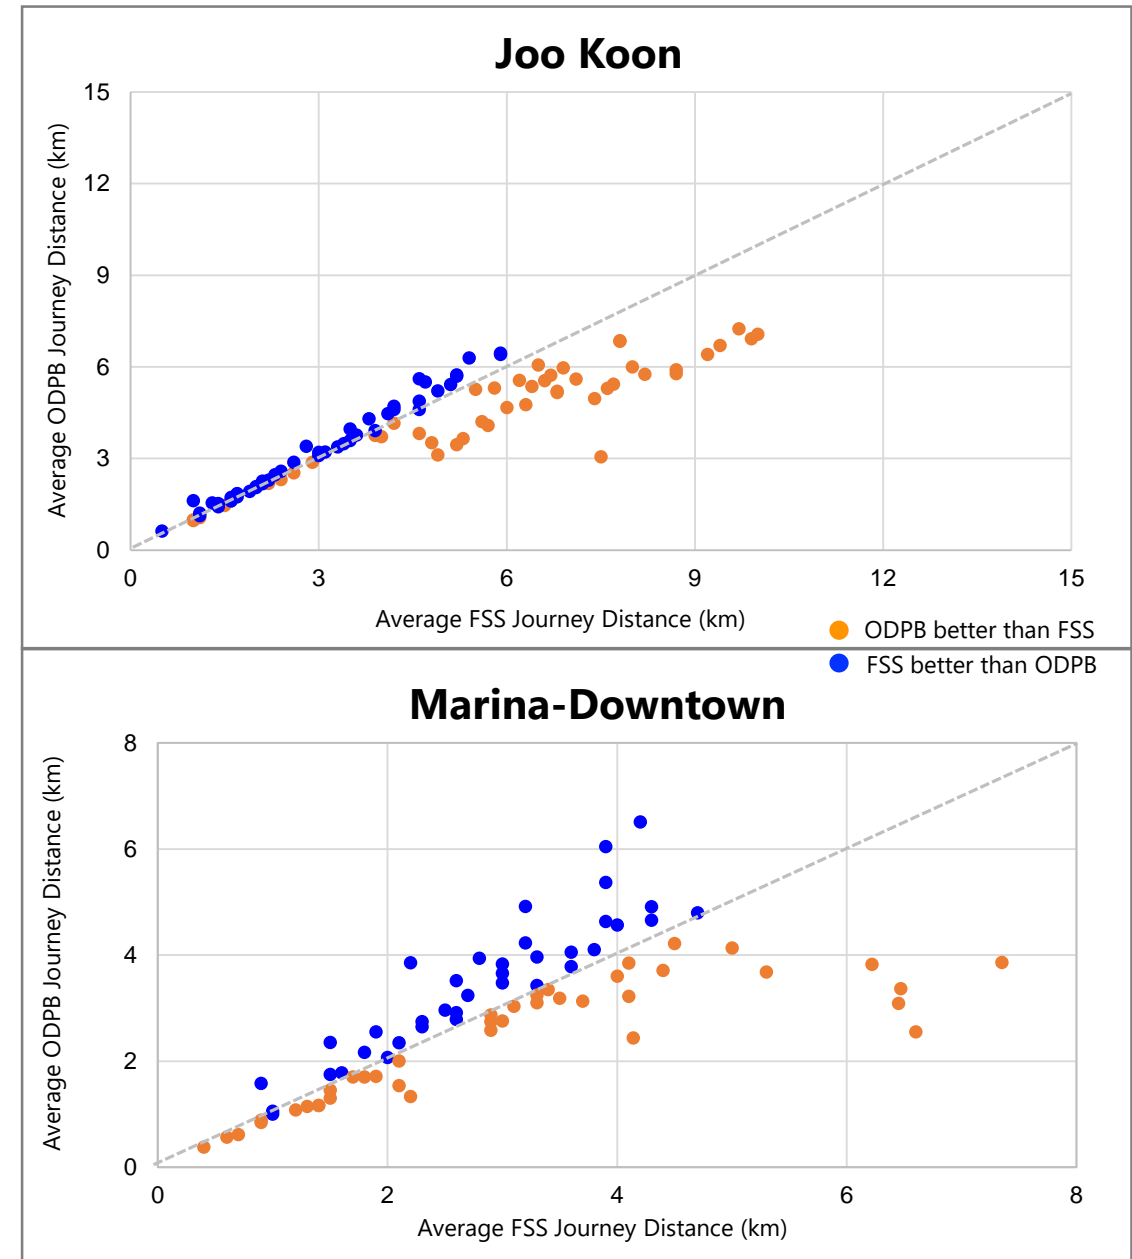 Joo Koon
15
12
9
6
3
0
Average ODPB Journey Distance (km)
0 3 6 9 12 15
Average FSS Journey Distance (km)
ODPB better than FSS
FSS better than ODPB
Marina-Downtown
8
6
4
2
0
Average ODPB Journey Distance (km)
0 2 4 6 8
Average FSS Journey Distance (km)